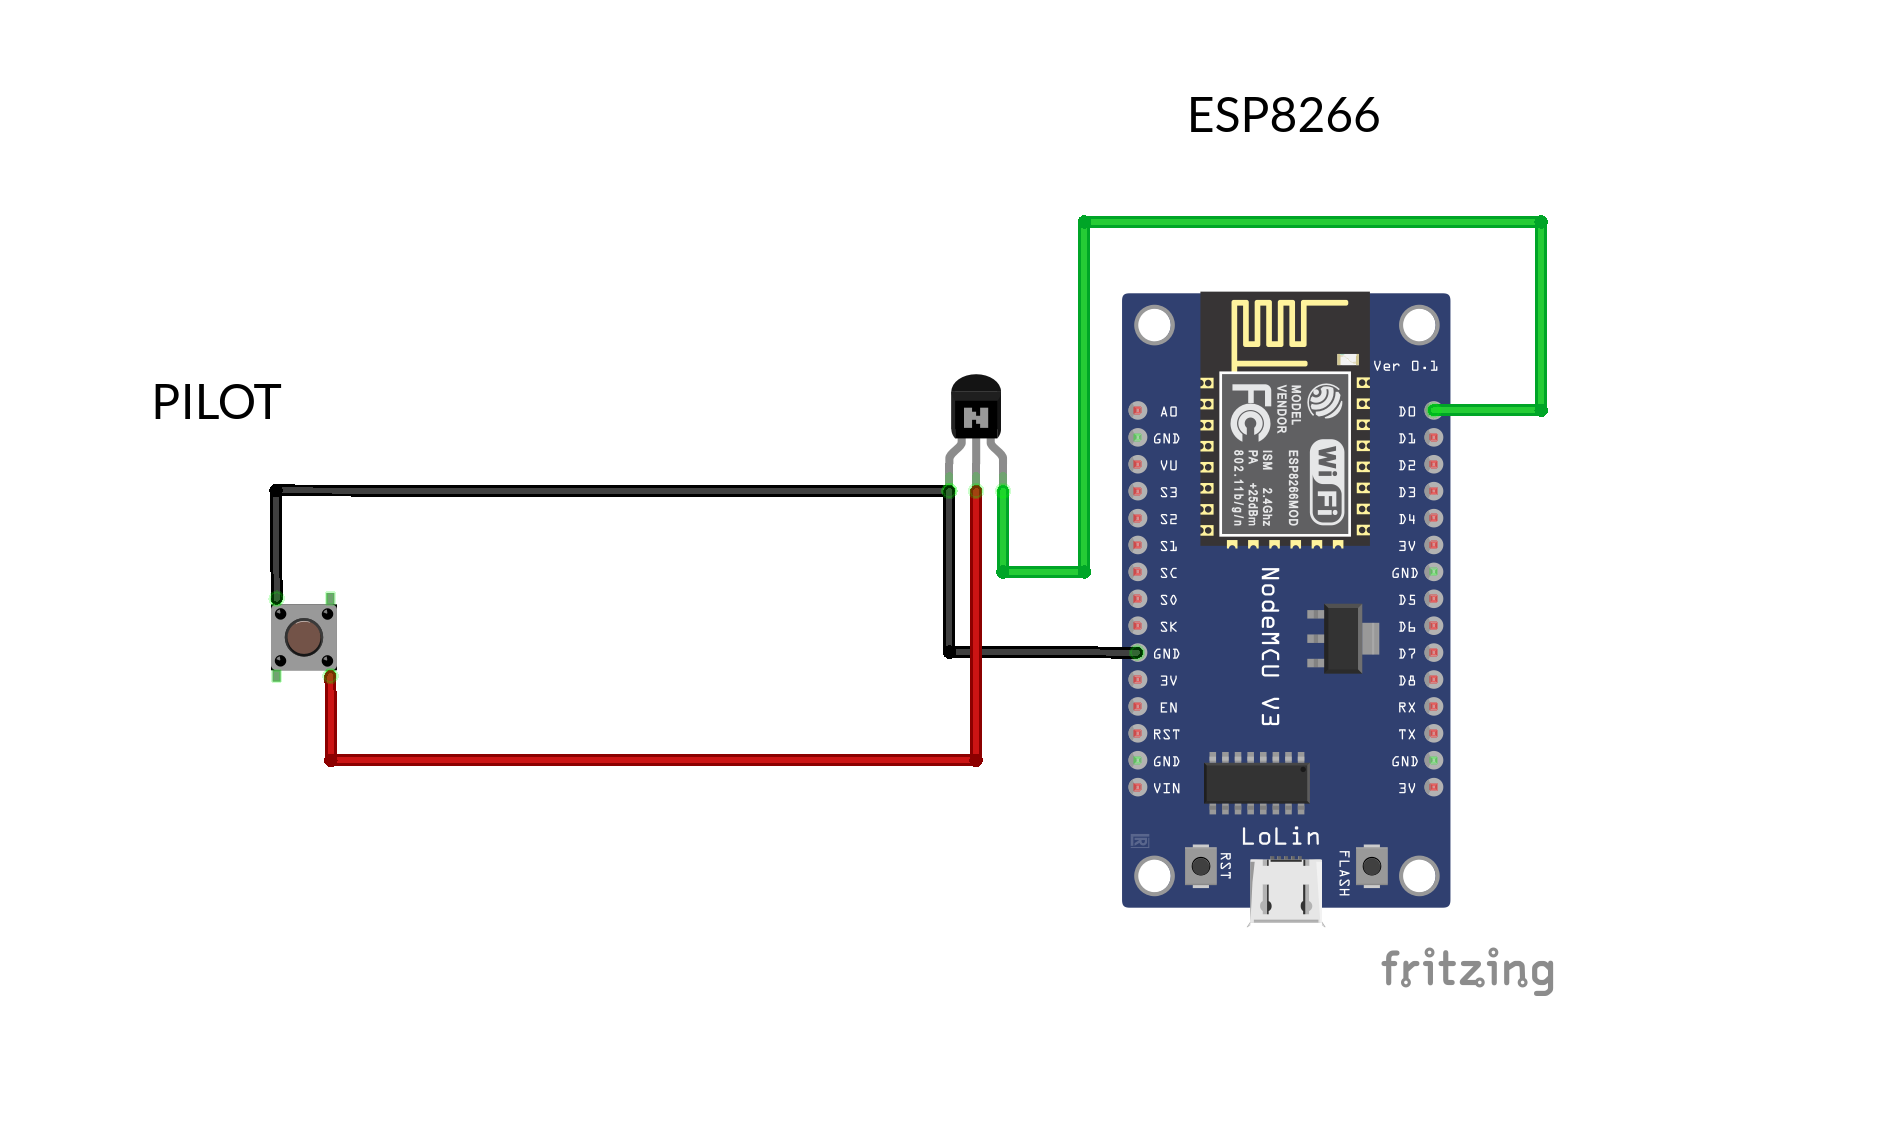 ESP8266
PILOT
Ver 0.1
A0
GND
VU
S3
S2
S1
SC
S0
SK
GND
3V
EN
RST
GND
VIN
D0
D1
D2
D3
D4
3V
GND
D5
D6
D7
D8
RX
TX
GND
3V
MODEL
VENDOR
ESP8266MOD
ISM 2.4Ghz
PA +25dBm
802.11b/g/n
FC
Wi Fi
NodeMCU V3
LoLin
RST
FLASH
fritzing